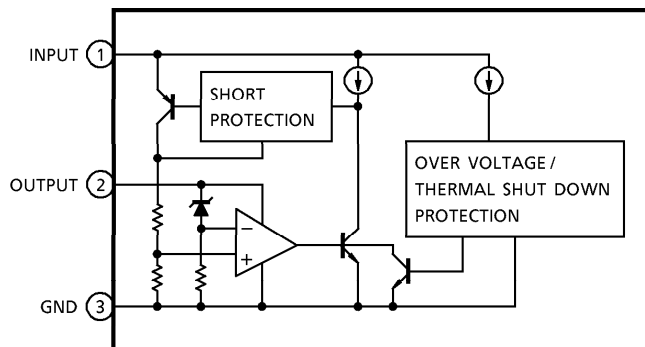 INPUT 1
SHORT
PROTECTION
OVER VOLTAGE /
THERMAL SHUT DOWN
PROTECTION
OUTPUT 2
−
+
GND 3